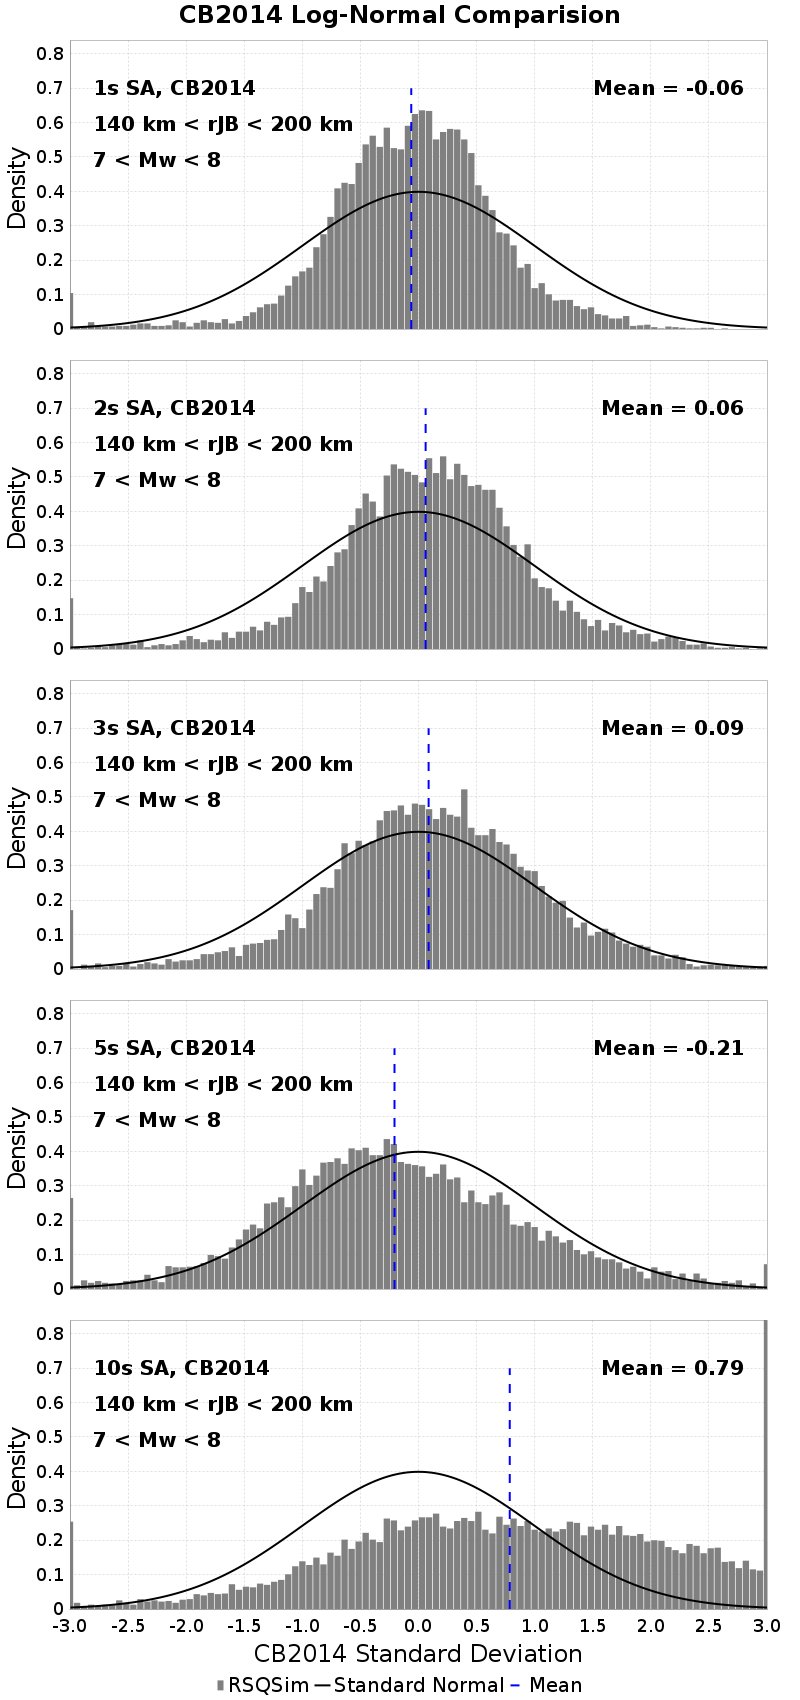 CB2014 Log-Normal Comparision
0.8
0.7
0.6
0.5
0.4
0.3
0.2
0.1
0
Density
1s SA, CB2014
140 km < rJB < 200 km
7 < Mw < 8
Mean = -0.06
0.8
0.7
0.6
0.5
0.4
0.3
0.2
0.1
0
Density
2s SA, CB2014
140 km < rJB < 200 km
7 < Mw < 8
Mean = 0.06
0.8
0.7
0.6
0.5
0.4
0.3
0.2
0.1
0
Density
3s SA, CB2014
140 km < rJB < 200 km
7 < Mw < 8
Mean = 0.09
0.8
0.7
0.6
0.5
0.4
0.3
0.2
0.1
0
Density
5s SA, CB2014
140 km < rJB < 200 km
7 < Mw < 8
Mean = -0.21
0.8
0.7
0.6
0.5
0.4
0.3
0.2
0.1
0
Density
10s SA, CB2014
140 km < rJB < 200 km
7 < Mw < 8
Mean = 0.79
-3.0 -2.5 -2.0 -1.5 -1.0 -0.5 0.0 0.5 1.0 1.5 2.0 2.5 3.0
CB2014 Standard Deviation
RSQSim Standard Normal Mean